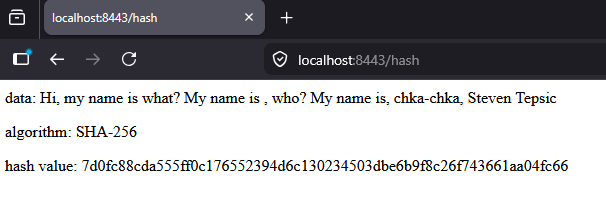 localhost:8443/hash
localhost:8443/hash
data: Hi, my name is what? My name is , who? My name is, chka-chka, Steven Tepsic
algorithm: SHA-256
hash value: 7d0fc88cda555ff0c176552394d6c130234503dbe6b9f8c26f743661aa04fc66